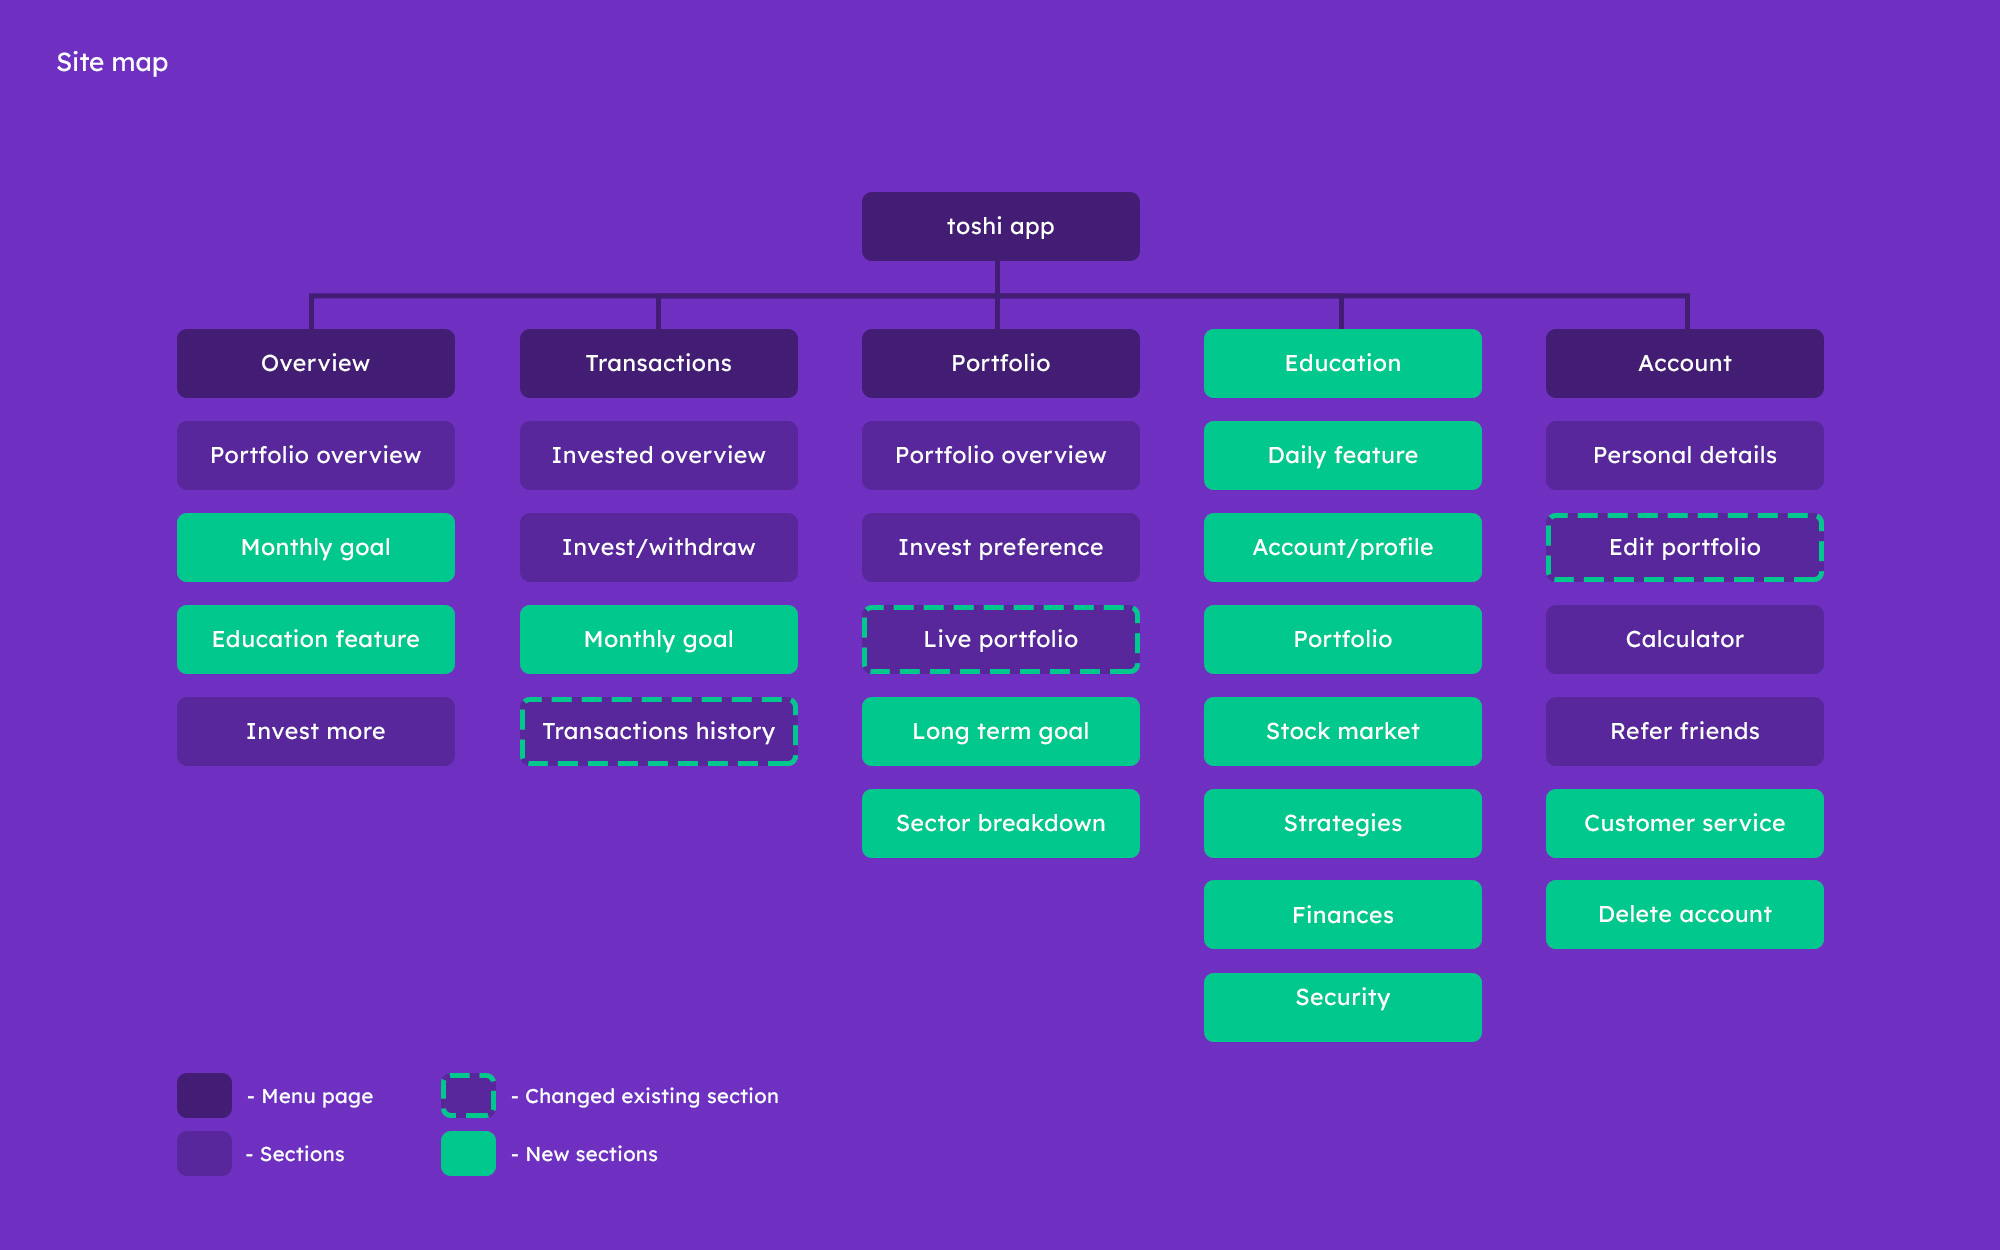 Site map
toshi app
Overview
Portfolio overview
Monthly goal
Education feature
Invest more
Transactions
Invested overview
Invest/withdraw
Monthly goal
Transactions history
Portfolio
Portfolio overview
Invest preference
Live portfolio
Long term goal
Sector breakdown
Education
Daily feature
Account/profile
Portfolio
Stock market
Strategies
Finances
Security
Account
Personal details
Edit portfolio
Calculator
Refer friends
Customer service
Delete account
- Menu page
- Sections
- Changed existing section
- New sections